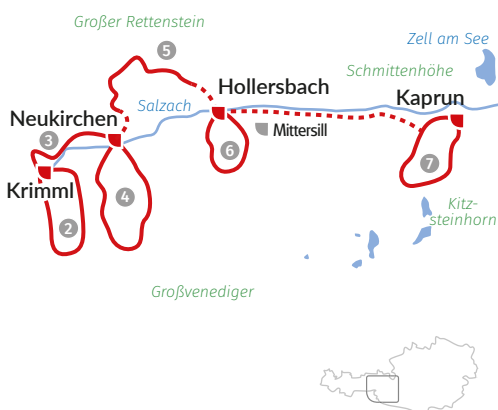 Großer Rettenstein
5
Zell am See
Schmittenhöhe
Hollersbach
Kaprun
Salzach
Neukirchen
Mittersill
3
6
7
Krimml
4
Kitz-
steinhorn
2
Großvenediger